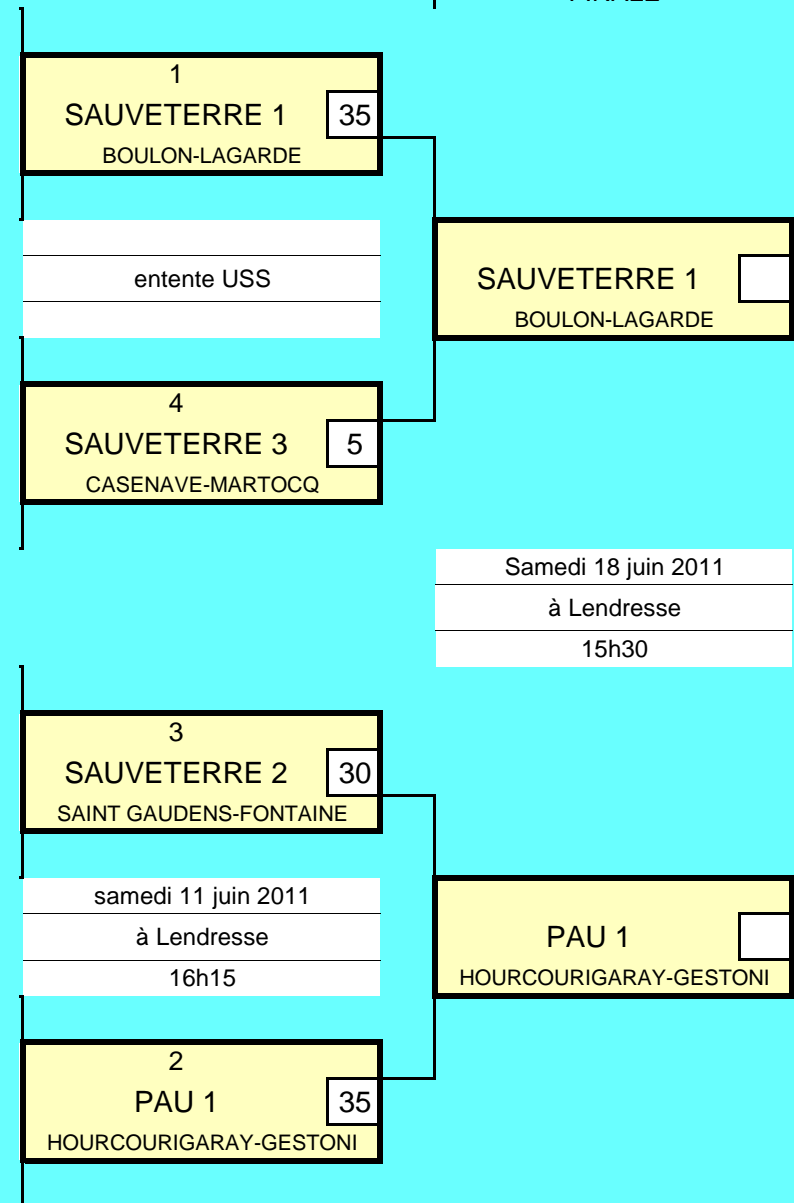 1
SAUVETERRE 1 35
BOULON-LAGARDE
entente USS
SAUVETERRE 1
BOULON-LAGARDE
4
SAUVETERRE 3 5
CASENAVE-MARTOCQ
Samedi 18 juin 2011
à Lendresse
15h30
3
SAUVETERRE 2 30
SAINT GAUDENS-FONTAINE
samedi 11 juin 2011
à Lendresse
16h15
PAU 1
HOURCOURIGARAY-GESTONI
2
PAU 1 35
HOURCOURIGARAY-GESTONI